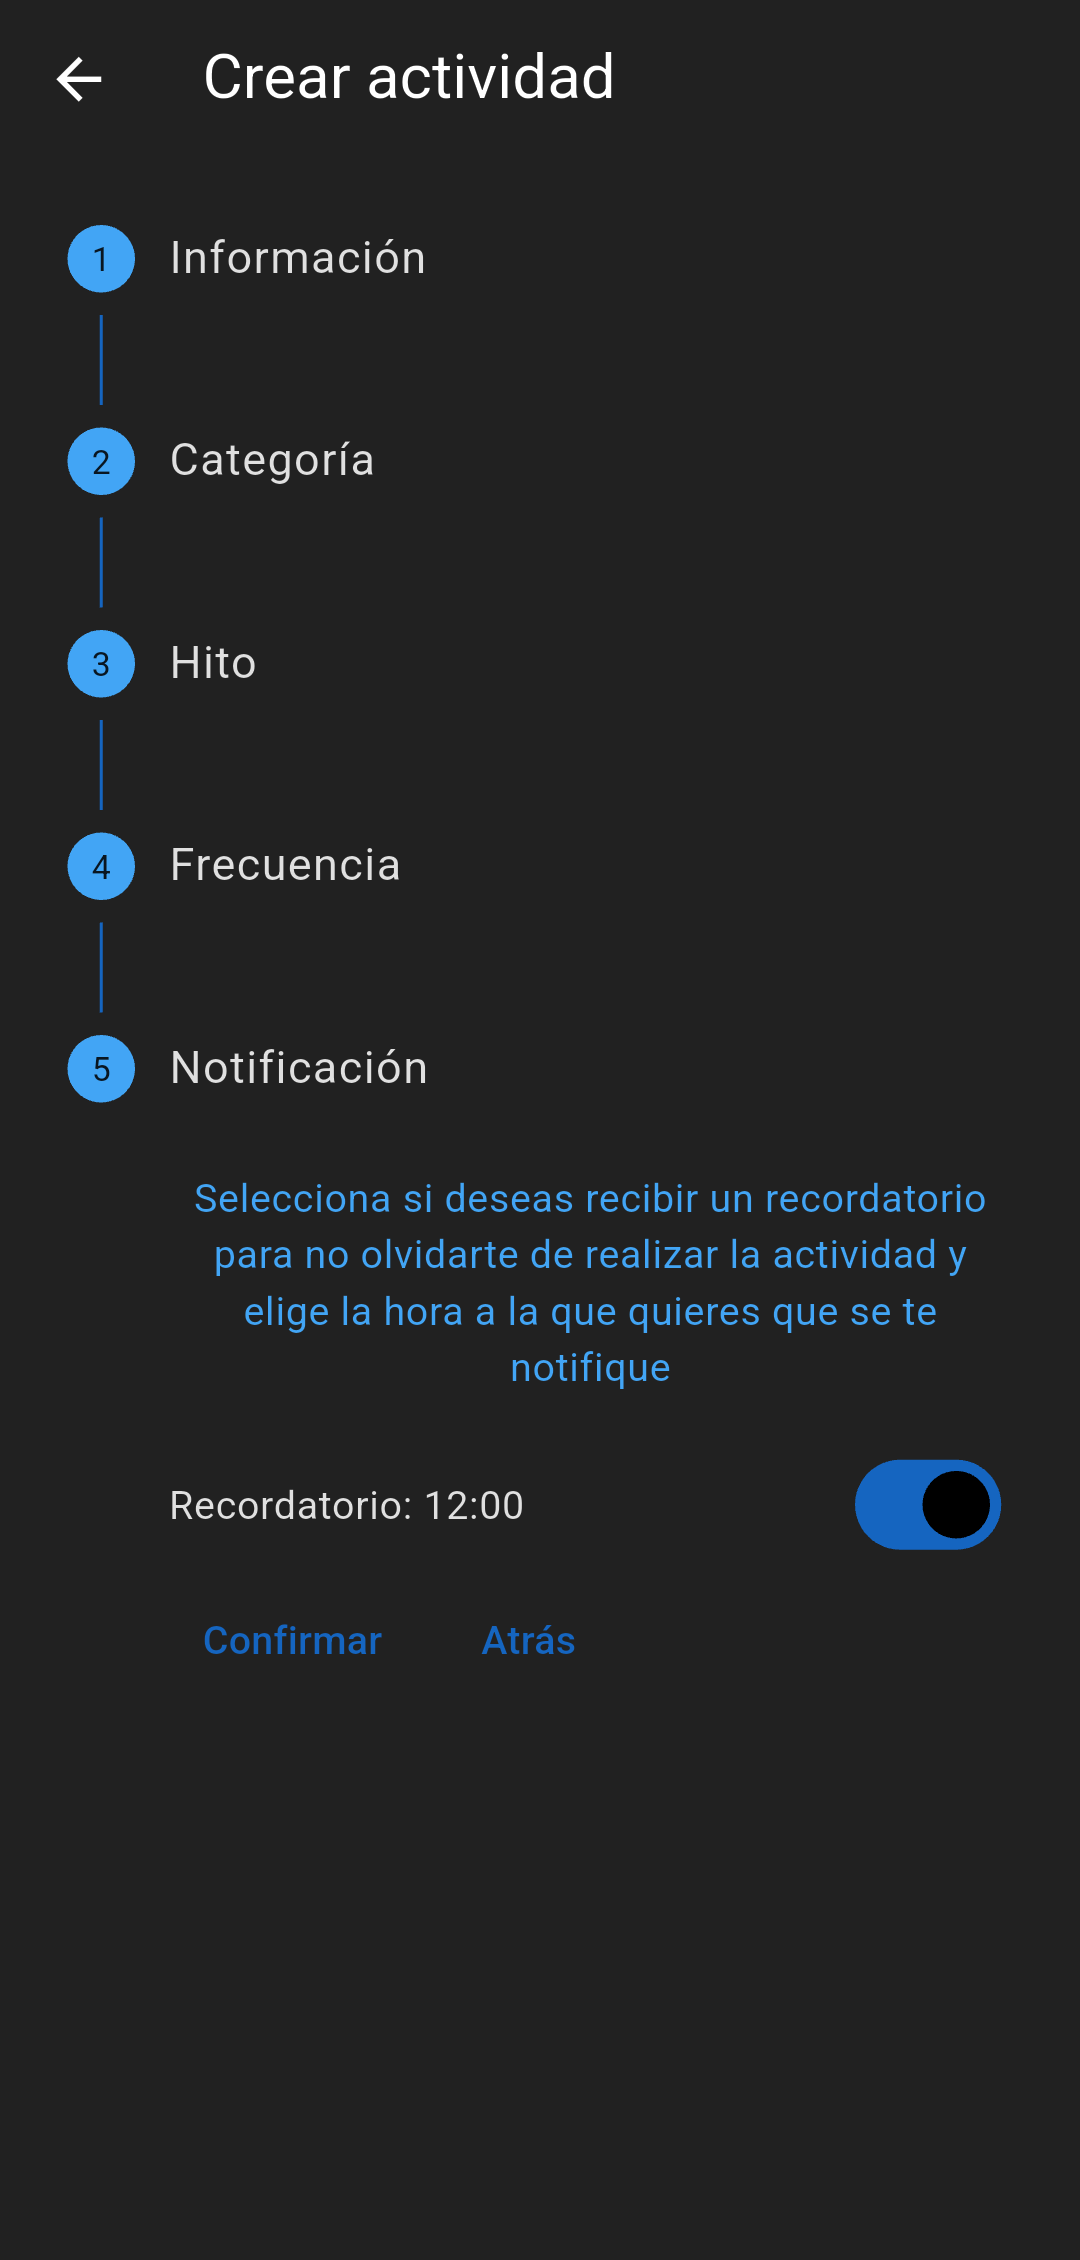 Crear actividad
1 Información
2 Categoría
3 Hito
4 Frecuencia
5 Notificación
Selecciona si deseas recibir un recordatorio
para no olvidarte de realizar la actividad y
elige la hora a la que quieres que se te
notifique
Recordatorio: 12:00
Confirmar Atrás